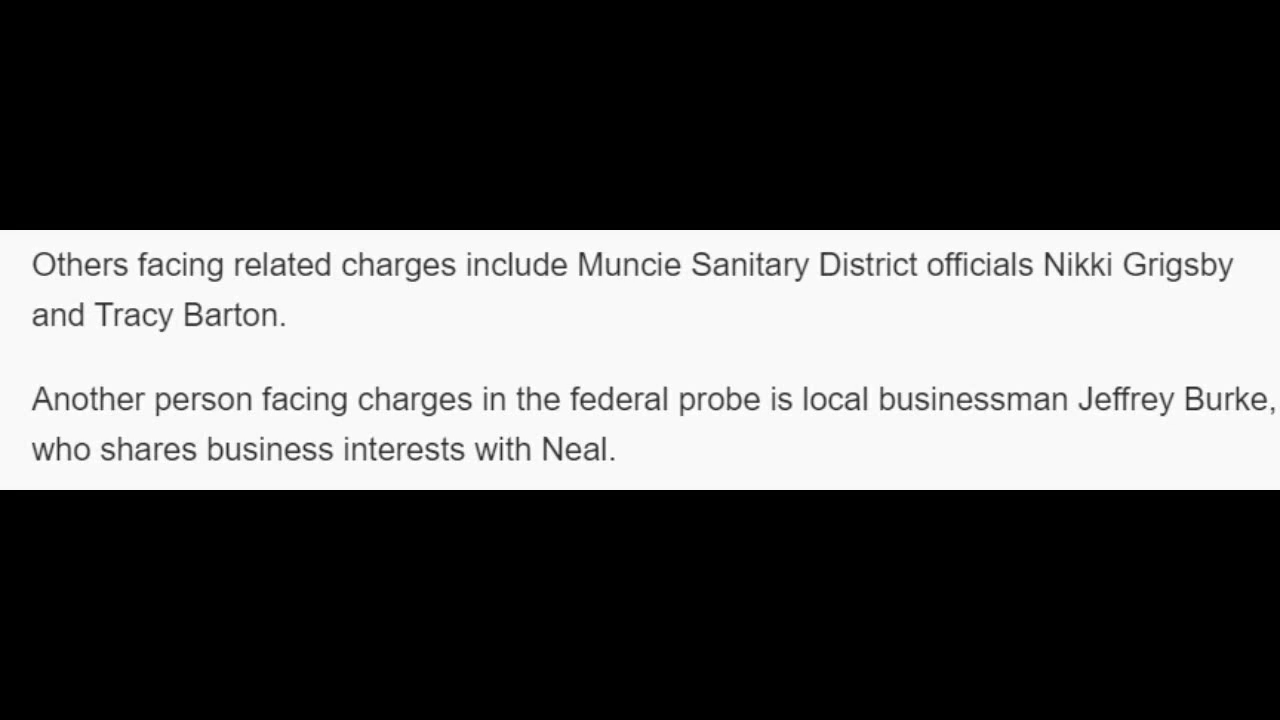 Others facing related charges include Muncie Sanitary District officials Nikki Grigsby
and Tracy Barton.
Another person facing charges in the federal probe is local businessman Jeffrey Burke,
who shares business interests with Neal.